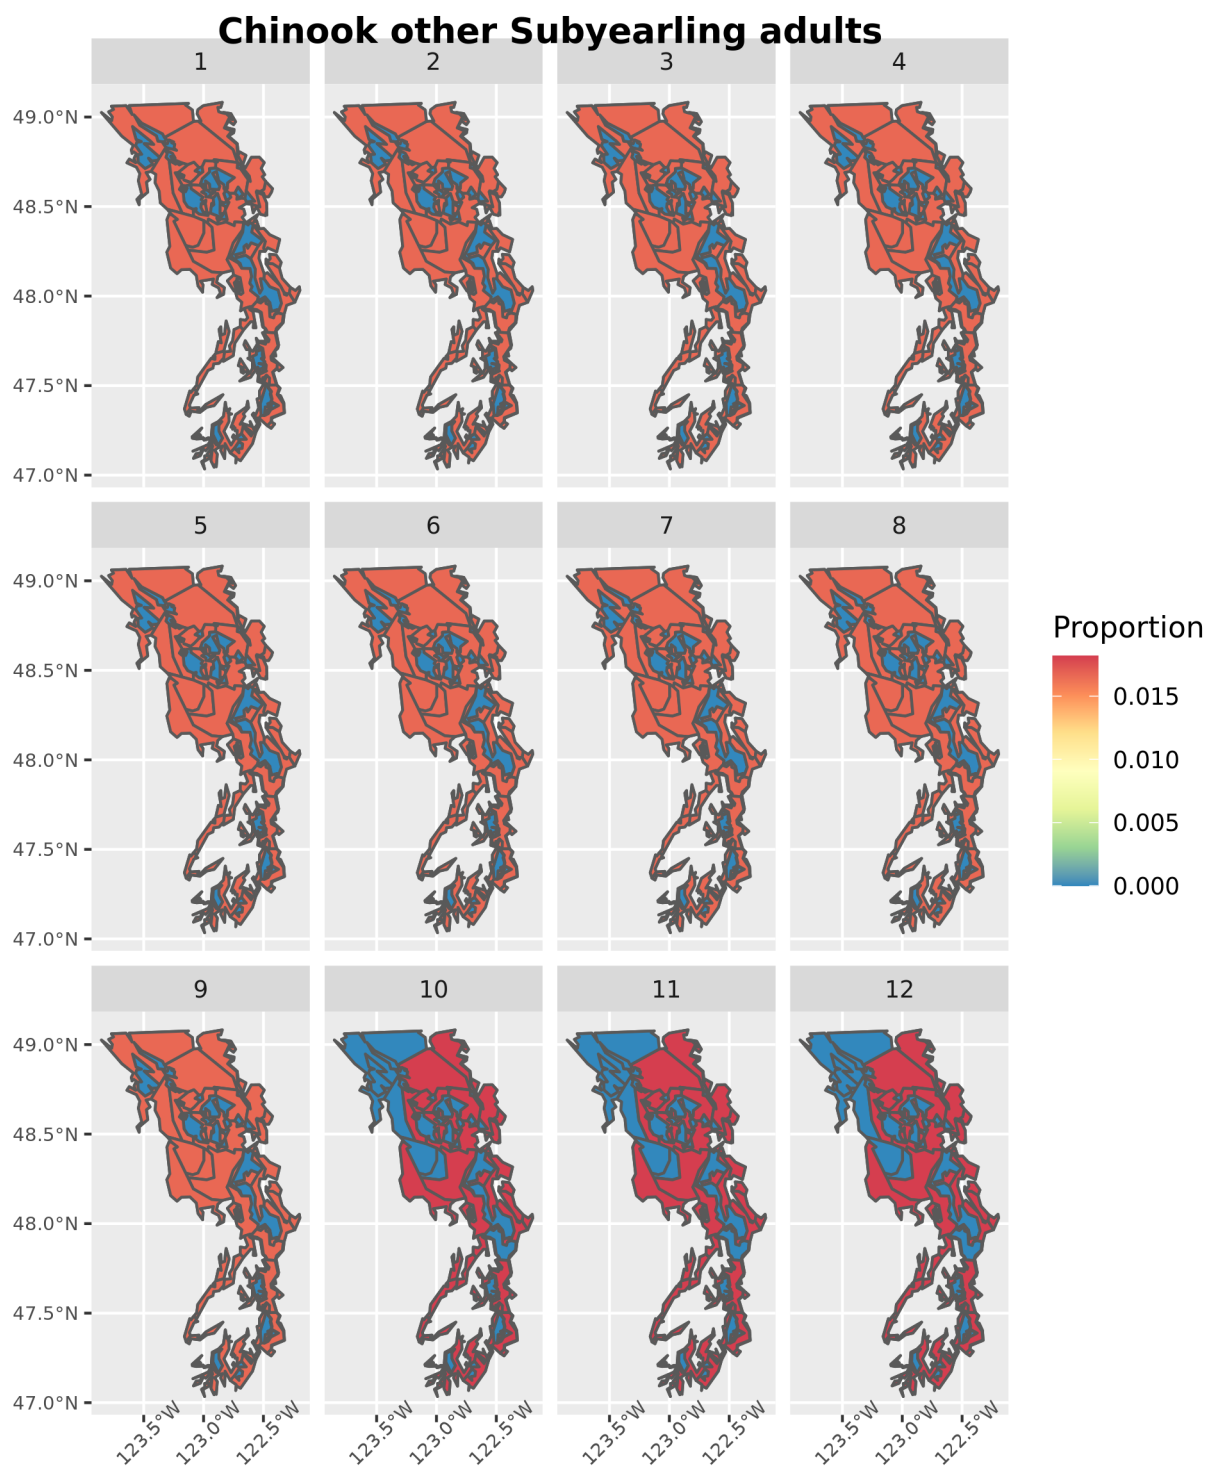 Chinook other Subyearling adults
1 2 3 4
49.0°N
48.5°N
48.0°N
47.5°N
47.0°N
5 6 7 8
49.0°N
48.5°N
48.0°N
47.5°N
47.0°N
Proportion
0.015
0.010
0.005
0.000
9 10 11 12
49.0°N
48.5°N
48.0°N
47.5°N
47.0°N
123.5°W 123.0°W 122.5°W 123.5°W 123.0°W 122.5°W 123.5°W 123.0°W 122.5°W 123.5°W 123.0°W 122.5°W